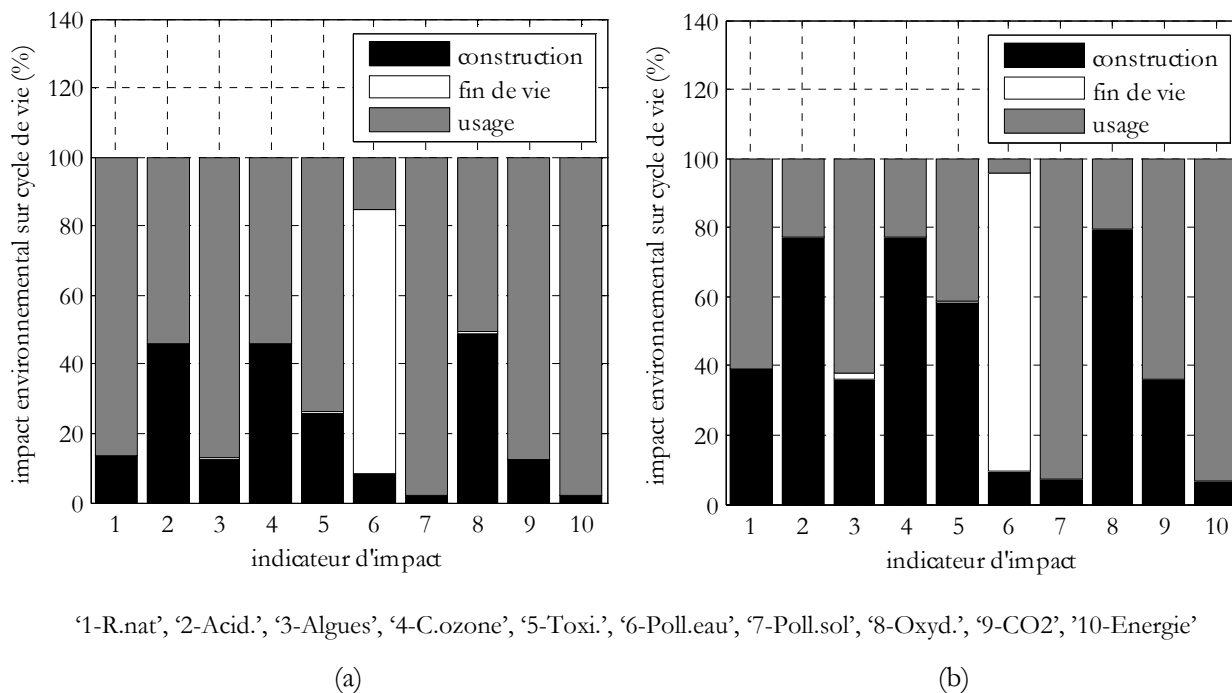 140
120
100
80
60
40
20
0
impact environnemental sur cycle de vie (%)
construction
fin de vie
usage
1 2 3 4 5 6 7 8 9 10
indicateur d'impact
140
120
100
80
60
40
20
0
impact environnemental sur cycle de vie (%)
construction
fin de vie
usage
1 2 3 4 5 6 7 8 9 10
indicateur d'impact
‘1-R.nat’, ‘2-Acid.’, ‘3-Algues’, ‘4-C.ozone’, ‘5-Toxi.’, ‘6-Poll.eau’, ‘7-Poll.sol’, ‘8-Oxyd.’, ‘9-CO2’, ’10-Energie’
(a) (b)